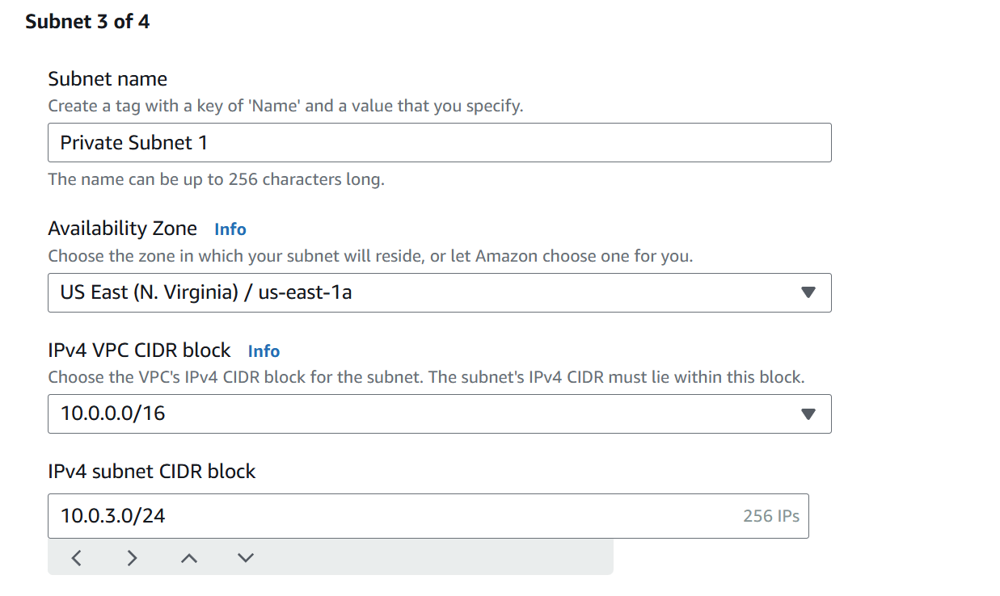 Subnet 3 of 4
Subnet name
Create a tag with a key of 'Name' and a value that you specify.
Private Subnet 1
The name can be up to 256 characters long.
Availability Zone Info
Choose the zone in which your subnet will reside, or let Amazon choose one for you.
US East (N. Virginia) / us-east-1a
IPv4 VPC CIDR block Info
Choose the VPC's IPv4 CIDR block for the subnet. The subnet's IPv4 CIDR must lie within this block.
10.0.0.0/16
IPv4 subnet CIDR block
10.0.3.0/24 256 IPs